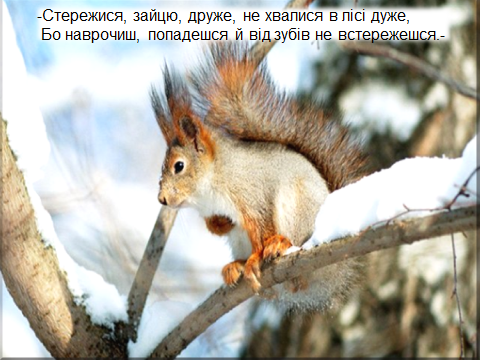 -Стережися, зайцю, друже, не хвалися в лісі дуже,
Бо наврочиш, попадешся й від зубів не встережешся.-